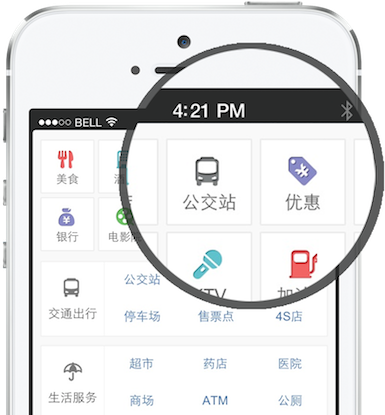 BELL
4:21 PM
美食
公交站
优惠
银行
电影
KTV
加油
交通出行
公交站
停车场
售票点
4S店
生活服务
超市
药店
医院
商场
ATM
公厕